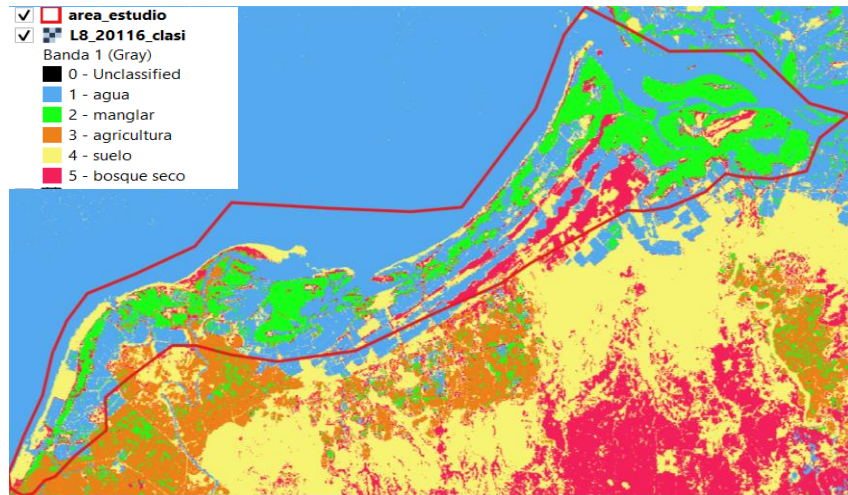 area_estudio
L8_20116_clasi
Banda 1 (Gray)
0 - Unclassified
1 - agua
2 - manglar
3 - agricultura
4 - suelo
5 - bosque seco